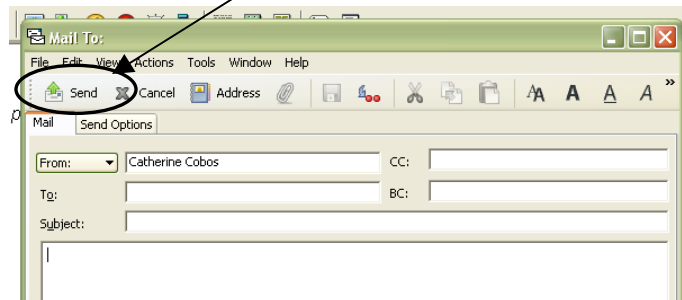 Mail To:
File Edit View Actions Tools Window Help
Send Cancel Address A A A A »
p
Mail Send Options
From: Catherine Cobos CC:
To: BC:
Subject: